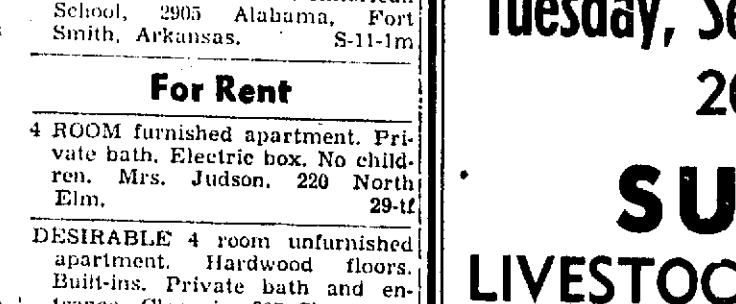 School, 2905 Alabama, Fort
Smith, Arkansas. S-11-1m
For Rent
4 ROOM furnished apartment. Pri-
vate bath. Electric box. No child-
ren. Mrs. Judson. 220 North
Elm. 29-tf
DESIRABLE 4 room unfurnished
apartment. Hardwood floors.
Built-ins. Private bath and en-
Tuesday, Se
26
SU
LIVESTOC